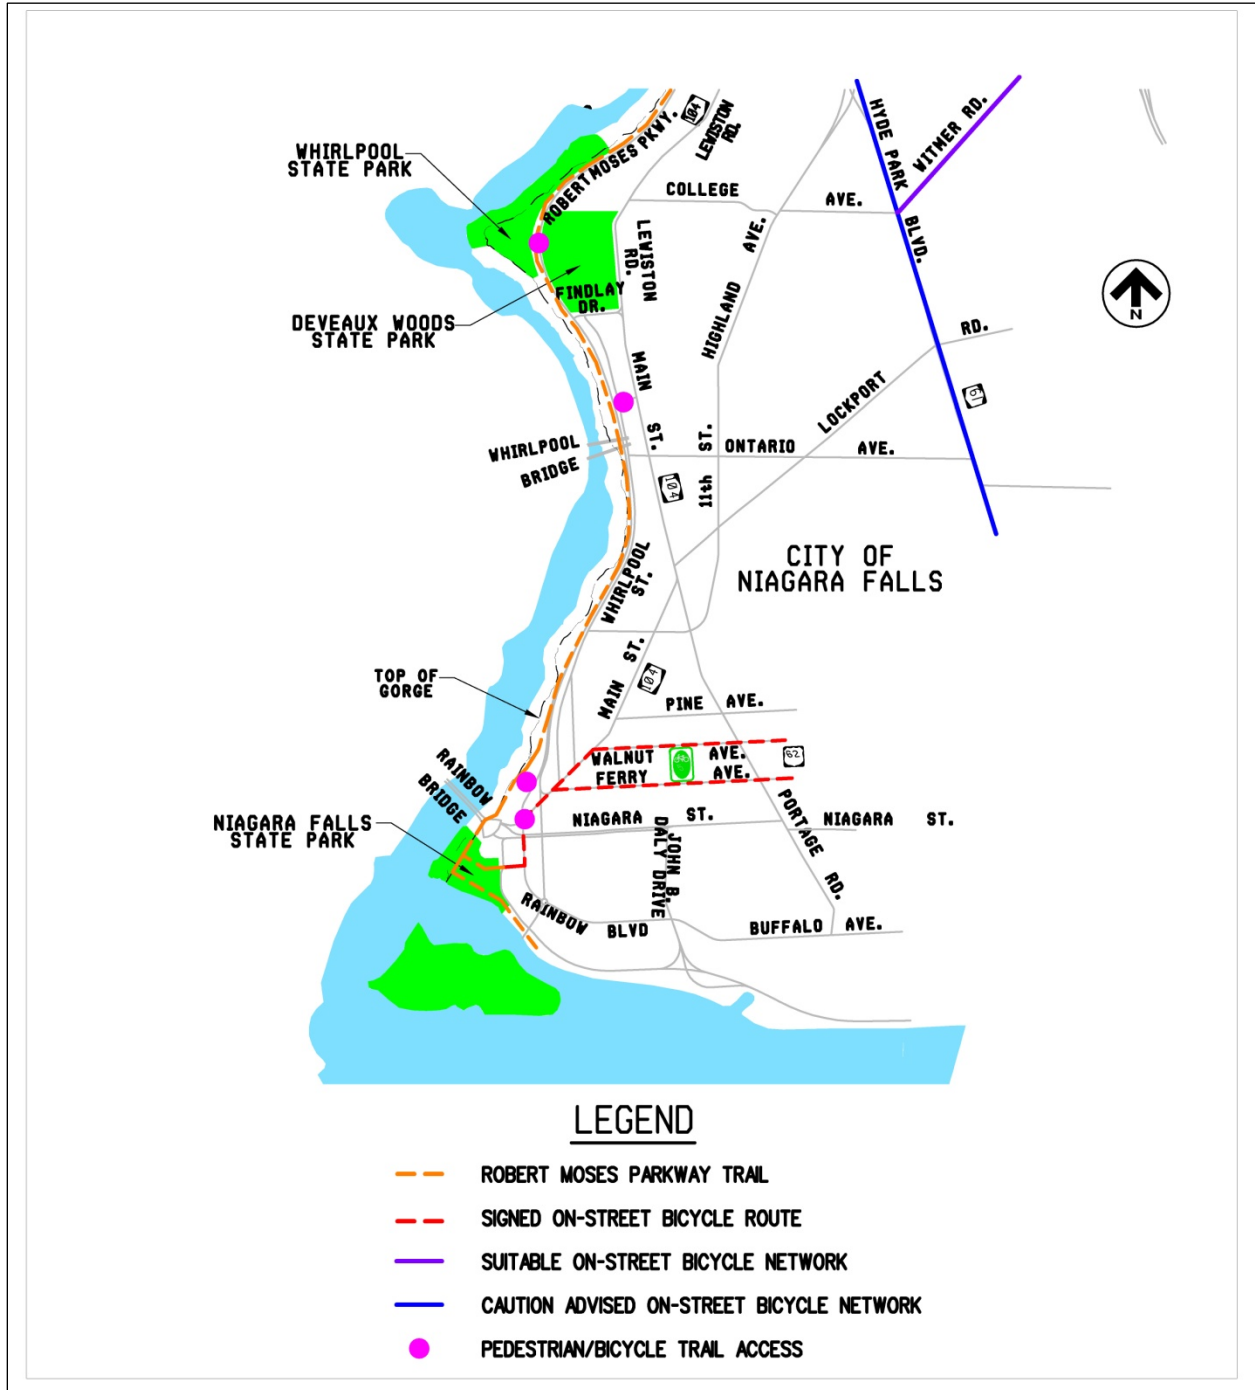 104
LEWISTON
RD.
ROBERT MOSES PKWY.
HYDE PARK
BLVD.
WITMER RD.
WHIRLPOOL
STATE PARK
COLLEGE
AVE.
LEWISTON
RD.
HIGHLAND AVE.
N
FINDLAY
DR.
DEVEAUX WOODS
STATE PARK
RD.
LOCKPORT
MAIN ST.
61
WHIRLPOOL
BRIDGE
11th ST.
ONTARIO AVE.
104
CITY OF
NIAGARA FALLS
WHIRLPOOL
ST.
MAIN ST.
104
TOP OF
GORGE
PINE AVE.
WALNUT AVE.
FERRY AVE.
62
RAINBOW
BRIDGE
NIAGARA FALLS
STATE PARK
NIAGARA ST.
PORTAGE RD.
NIAGARA ST.
JOHN B.
DALY DRIVE
RAINBOW BLVD
BUFFALO AVE.
LEGEND
ROBERT MOSES PARKWAY TRAIL
SIGNED ON-STREET BICYCLE ROUTE
SUITABLE ON-STREET BICYCLE NETWORK
CAUTION ADVISED ON-STREET BICYCLE NETWORK
PEDESTRIAN/BICYCLE TRAIL ACCESS